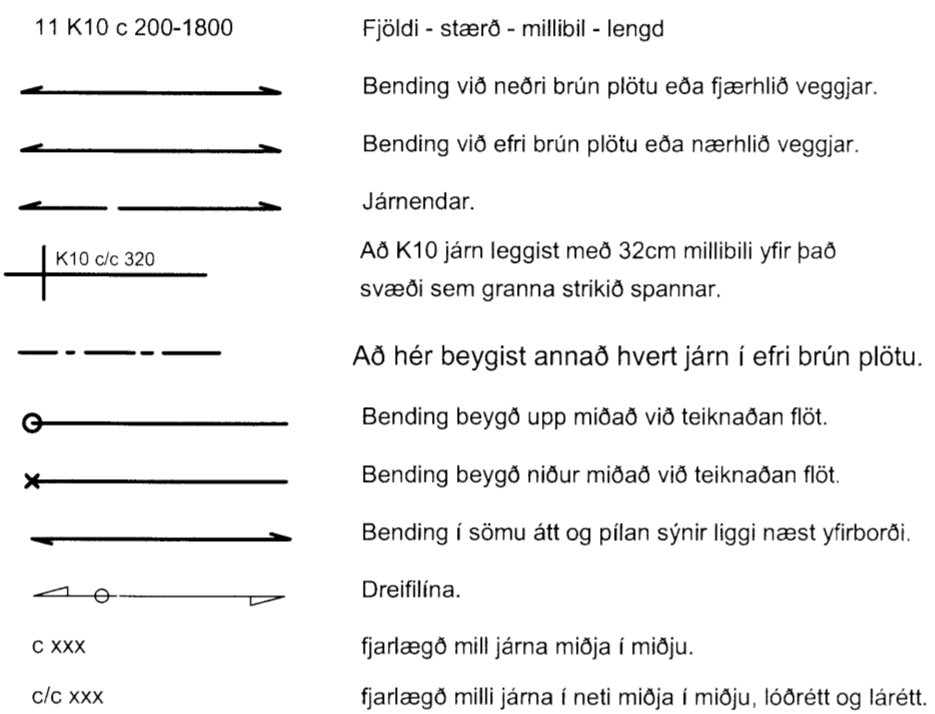 11 K10 c 200-1800 Fjöldi - stærð - millibil - lengd
Bending við neðri brún plötu eða fjærhlið veggjar.
Bending við efri brún plötu eða nærhlið veggjar.
Járnendar.
K10 c/c 320 Að K10 járn leggist með 32cm millibili yfir það
svæði sem granna strikið spannar.
Að hér beygist annað hvert járn í efri brún plötu.
Bending beygð upp miðað við teiknaðan flöt.
Bending beygð niður miðað við teiknaðan flöt.
Bending í sömu átt og pílan sýnir liggi næst yfirborði.
Dreifilína.
c xxx fjarlægð mill járna miðja í miðju.
c/c xxx fjarlægð milli járna í neti miðja í miðju, lóðrétt og lárétt.